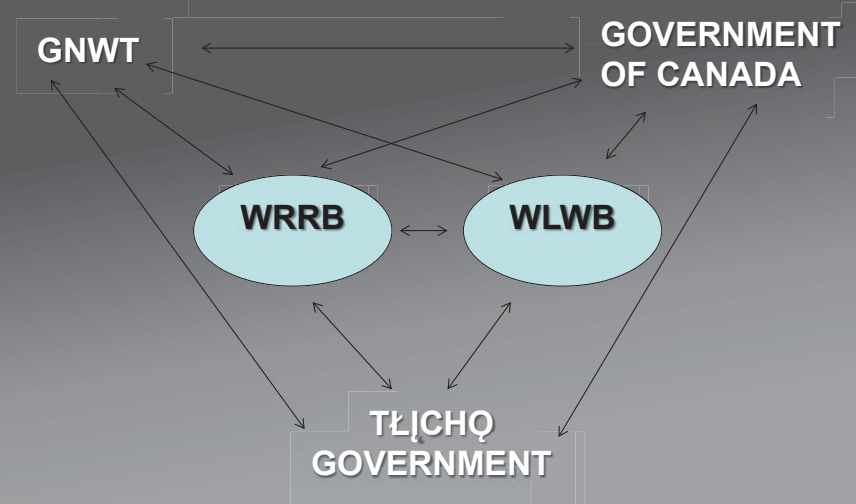 GNWT
GOVERNMENT
OF CANADA
WRRB
WLWB
TŁĮCHǪ
GOVERNMENT